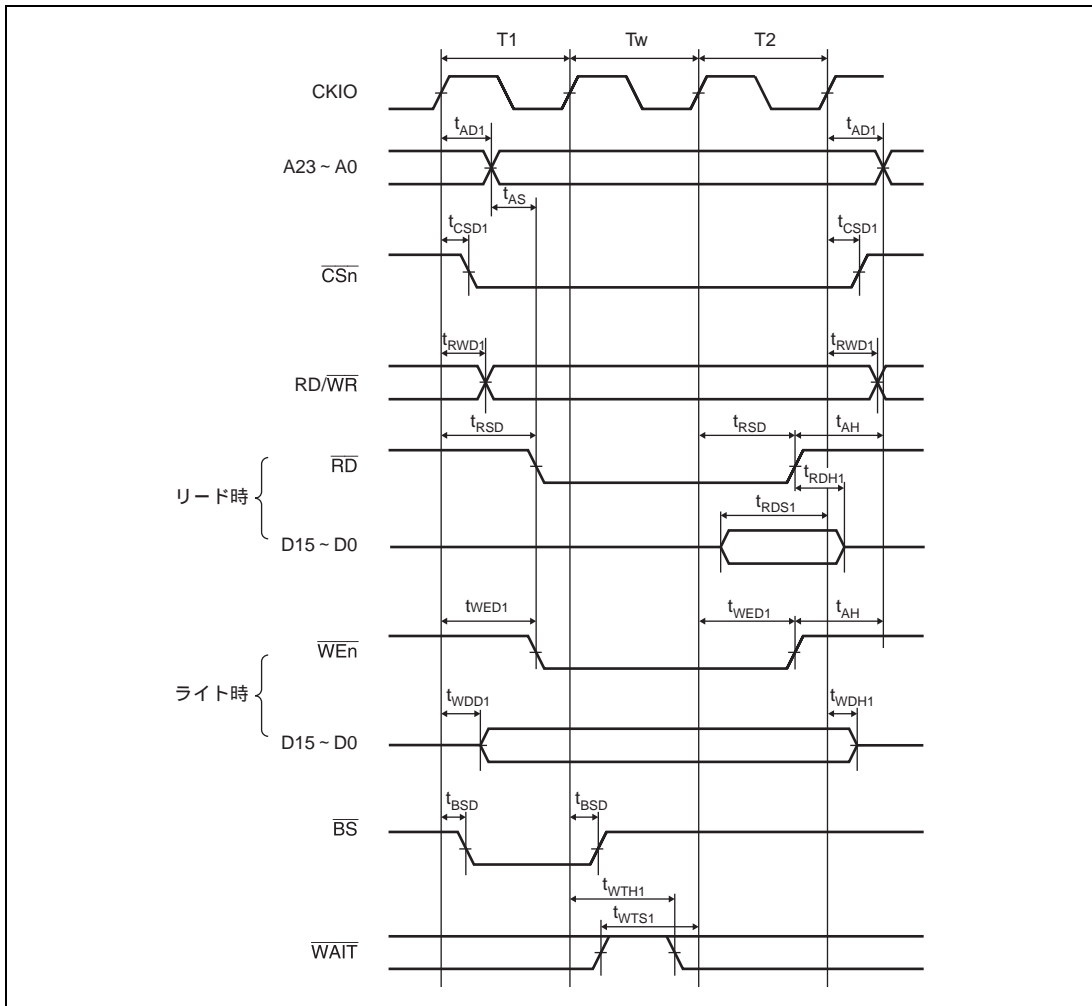 T1 Tw T2
CKIO
tAD1 tAD1
A23 ~ A0
tAS
tCSD1 tCSD1
CSn
tRWD1 tRWD1
RD/WR
tRSD tRSD tAH
RD
tRDH1
リード時
tRDS1
D15 ~ D0
tWED1 tWED1 tAH
WEn
ライト時
tWDD1 tWDH1
D15 ~ D0
tBSD tBSD
BS
tWTH1
tWTS1
WAIT